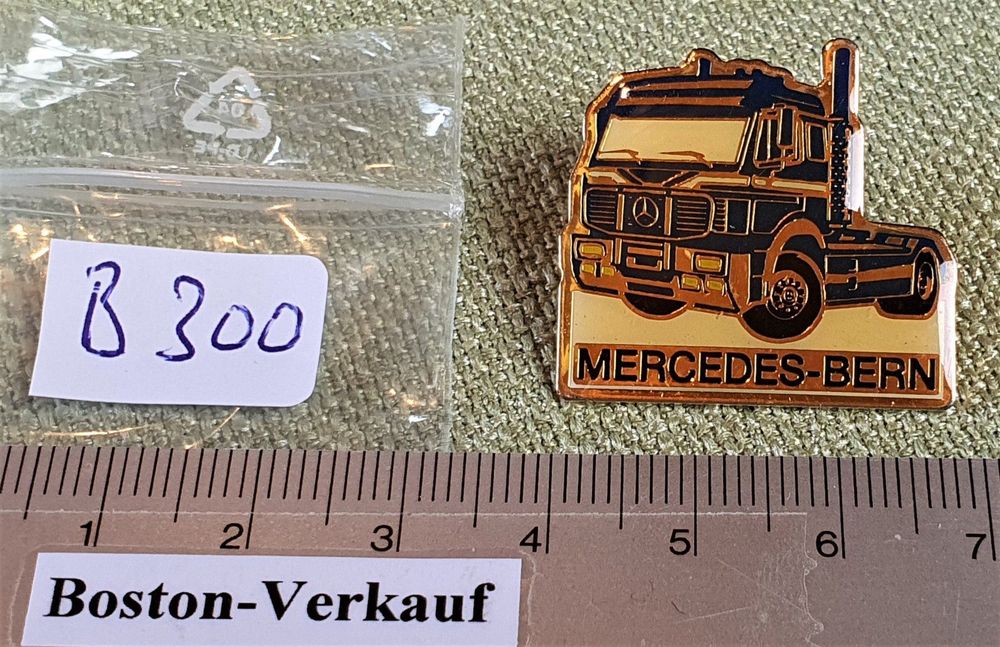 B 300
MERCEDES-BERN
1 2 3 4 5 6 7
Boston-Verkauf